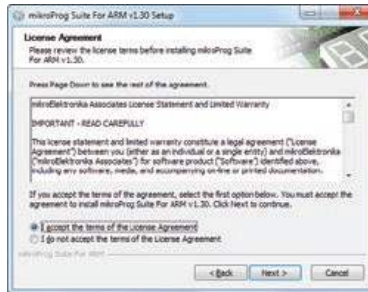 mikroProg Suite For ARM v1.30 Setup
License Agreement
Please review the license terms before installing mikroProg Suite
For ARM v1.30.
Press Page Down to see the rest of the agreement.
mikroElektronika Associates License Statement and Limited Warranty
IMPORTANT - READ CAREFULLY
This license statement and limited warranty constitute a legal agreement ("License
Agreement") between you (either as an individual or a single entity) and mikroElektronika
("mikroElektronika Associates") for software product ("Software") identified above,
including any software, media, and accompanying on-line or printed documentation.
If you accept the terms of the agreement, select the first option below. You must accept the
agreement to install mikroProg Suite For ARM v1.30. Click Next to continue.
I accept the terms of the License Agreement
I do not accept the terms of the License Agreement
mikroProg Suite For ARM
< Back
Next >
Cancel